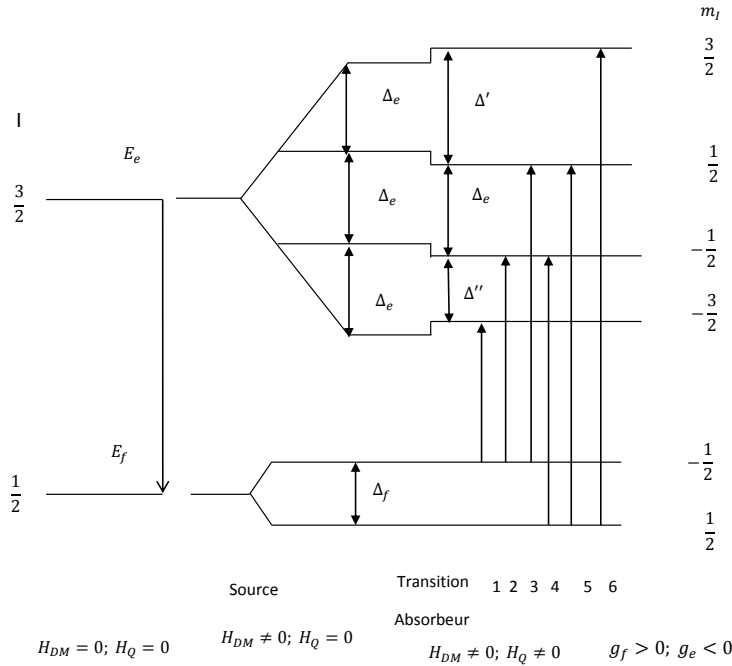 m_I
3/2
Δ_e
Δ′
I
E_e
1/2
3/2
Δ_e
Δ_e
-1/2
Δ_e
Δ′′
-3/2
E_f
-1/2
1/2
Δ_f
1/2
Source
Transition 1 2 3 4 5 6
Absorbeur
H_DM = 0; H_Q = 0
H_DM ≠ 0; H_Q = 0
H_DM ≠ 0; H_Q ≠ 0
g_f > 0; g_e < 0